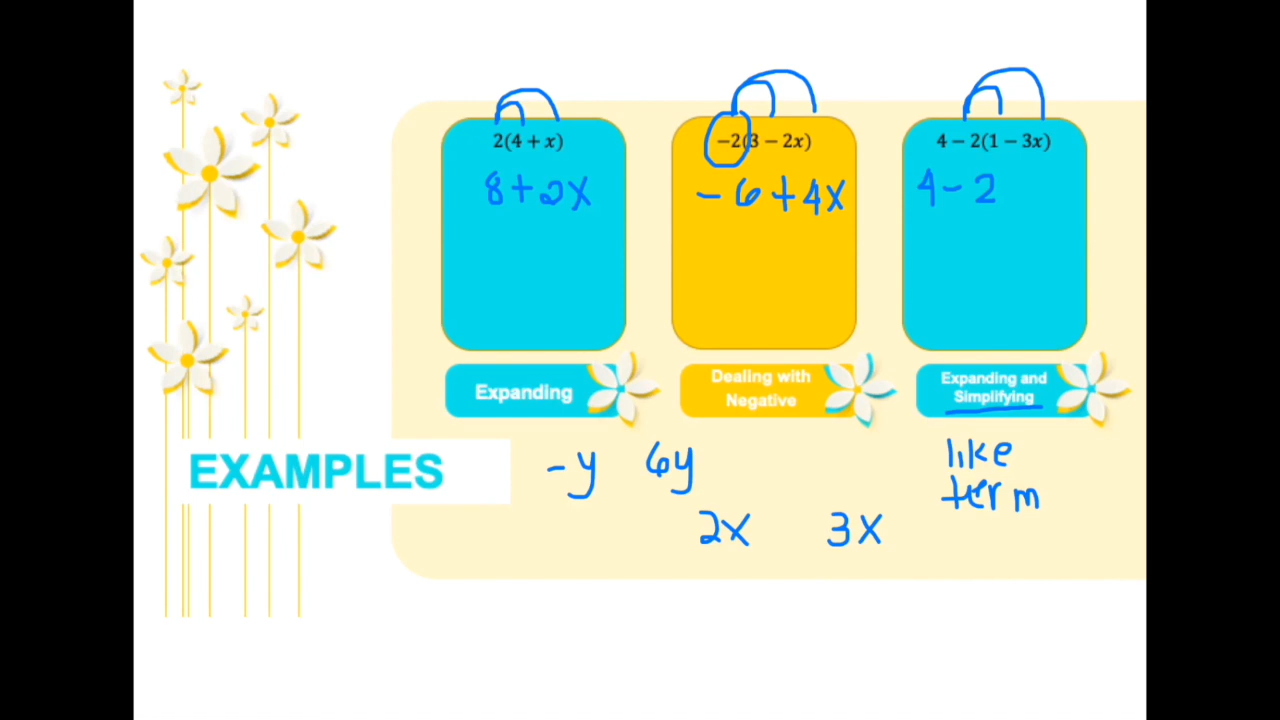 2(4 + x)
8 + 2x
Expanding
−2(3 − 2x)
- 6 + 4x
Dealing with
Negative
4 − 2(1 − 3x)
4 - 2
Expanding and
Simplifying
EXAMPLES
-y 6y
2x 3x
like
term